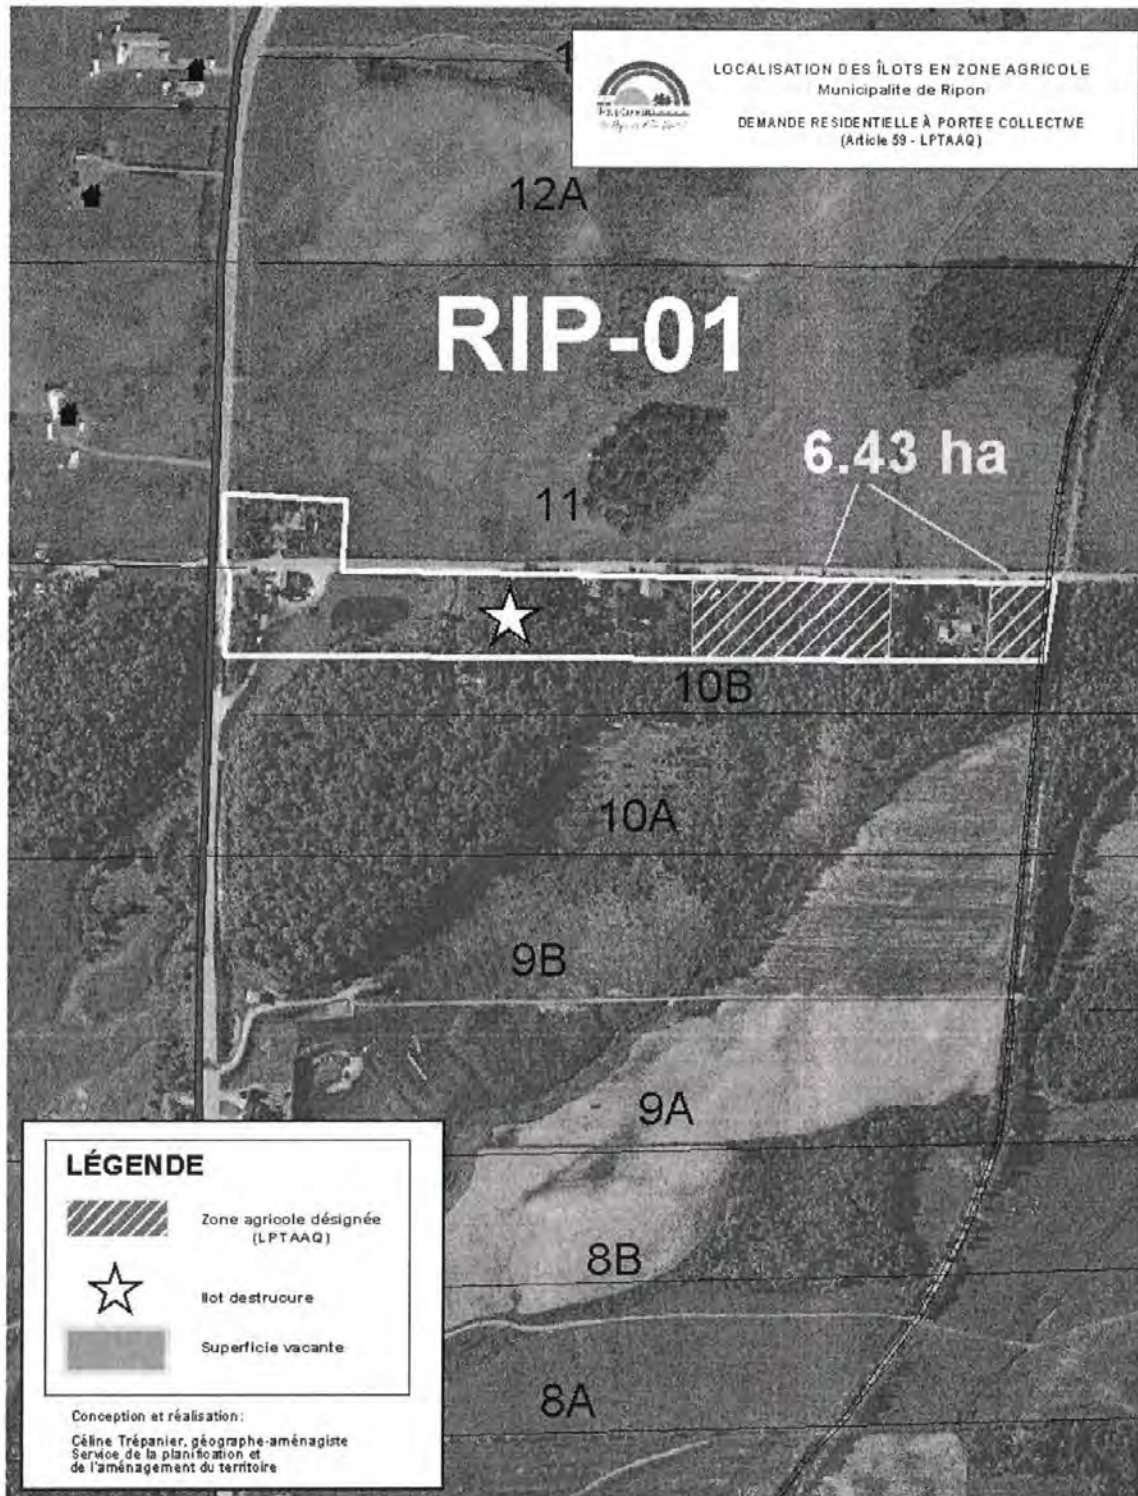 LOCALISATION DES ÎLOTS EN ZONE AGRICOLE
Municipalite de Ripon
DEMANDE RESIDENTIELLE À PORTEE COLLECTIVE
(Article 59 - LPTAAQ)
12A
RIP-01
6.43 ha
11
10B
10A
9B
9A
8B
8A
LÉGENDE
Zone agricole désignée
(LPTAAQ)
Ilot destrucure
Superficie vacante
Conception et réalisation:
Céline Trépanier, géographe-aménagiste
Service de la planification et
de l'aménagement du territoire